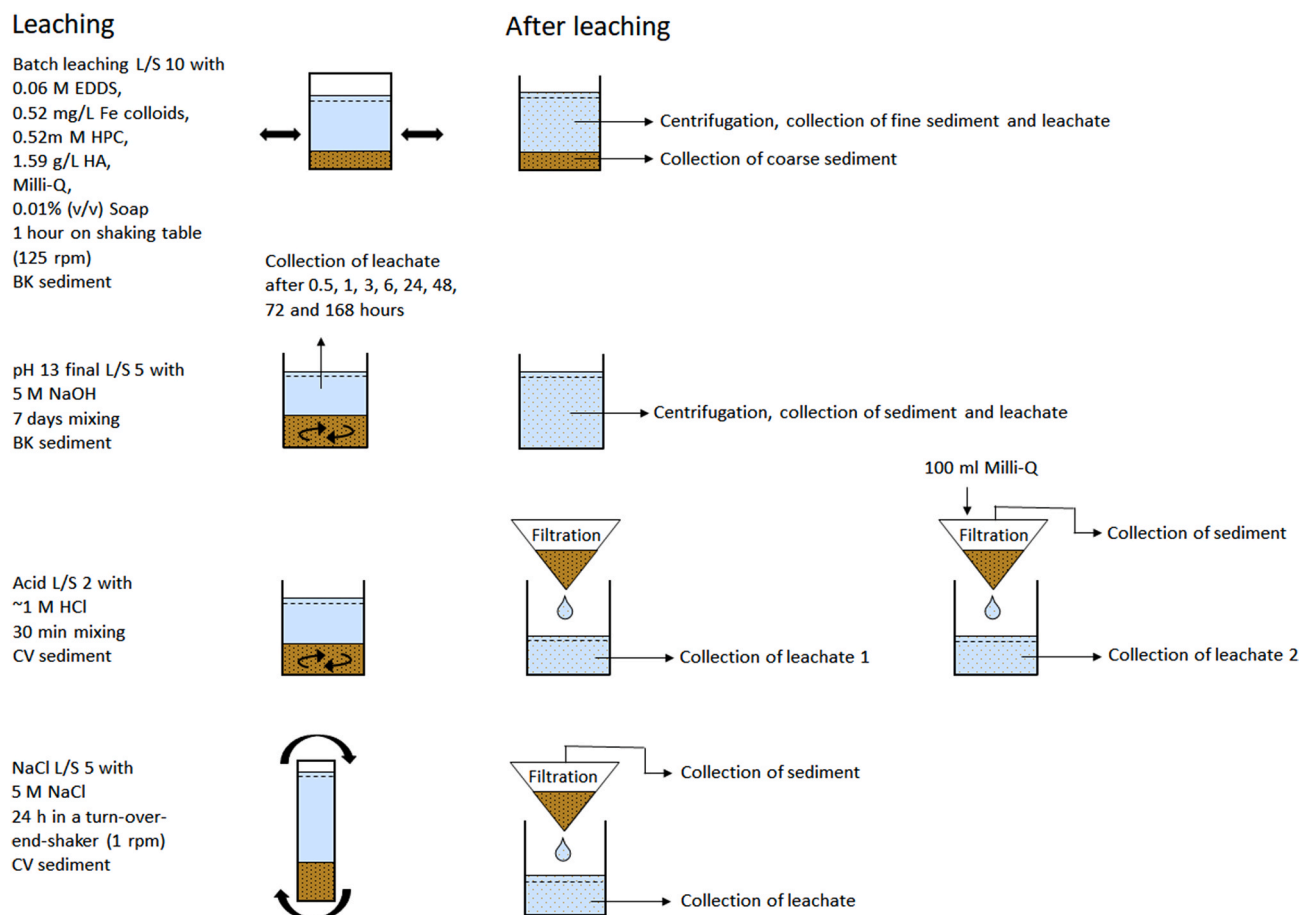 Leaching
After leaching
Batch leaching L/S 10 with
0.06 M EDDS,
0.52 mg/L Fe colloids,
0.52m M HPC,
1.59 g/L HA,
Milli-Q,
0.01% (v/v) Soap
1 hour on shaking table
(125 rpm)
BK sediment
Centrifugation, collection of fine sediment and leachate
Collection of coarse sediment
Collection of leachate
after 0.5, 1, 3, 6, 24, 48,
72 and 168 hours
pH 13 final L/S 5 with
5 M NaOH
7 days mixing
BK sediment
Centrifugation, collection of sediment and leachate
Acid L/S 2 with
~1 M HCl
30 min mixing
CV sediment
Filtration
Collection of leachate 1
100 ml Milli-Q
Filtration
Collection of sediment
Collection of leachate 2
NaCl L/S 5 with
5 M NaCl
24 h in a turn-over-
end-shaker (1 rpm)
CV sediment
Filtration
Collection of sediment
Collection of leachate